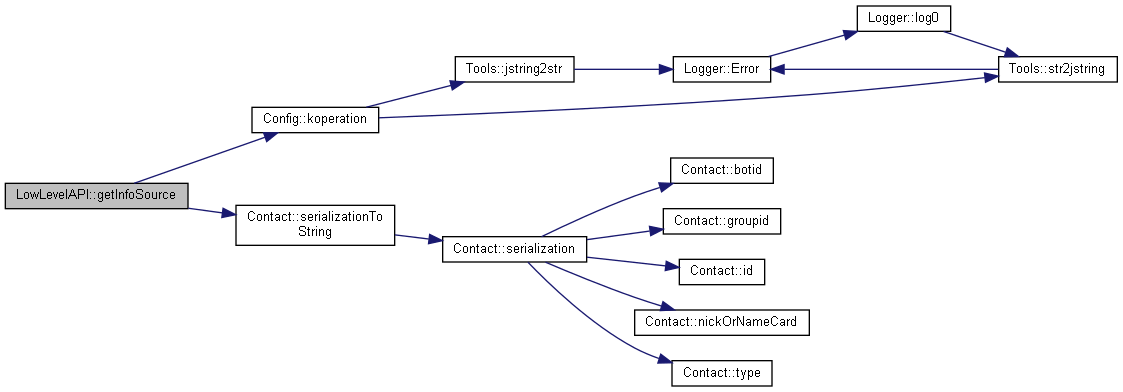 Logger::log0
Tools::jstring2str
Logger::Error
Tools::str2jstring
Config::koperation
LowLevelAPI::getInfoSource
Contact::serializationTo
String
Contact::serialization
Contact::botid
Contact::groupid
Contact::id
Contact::nickOrNameCard
Contact::type